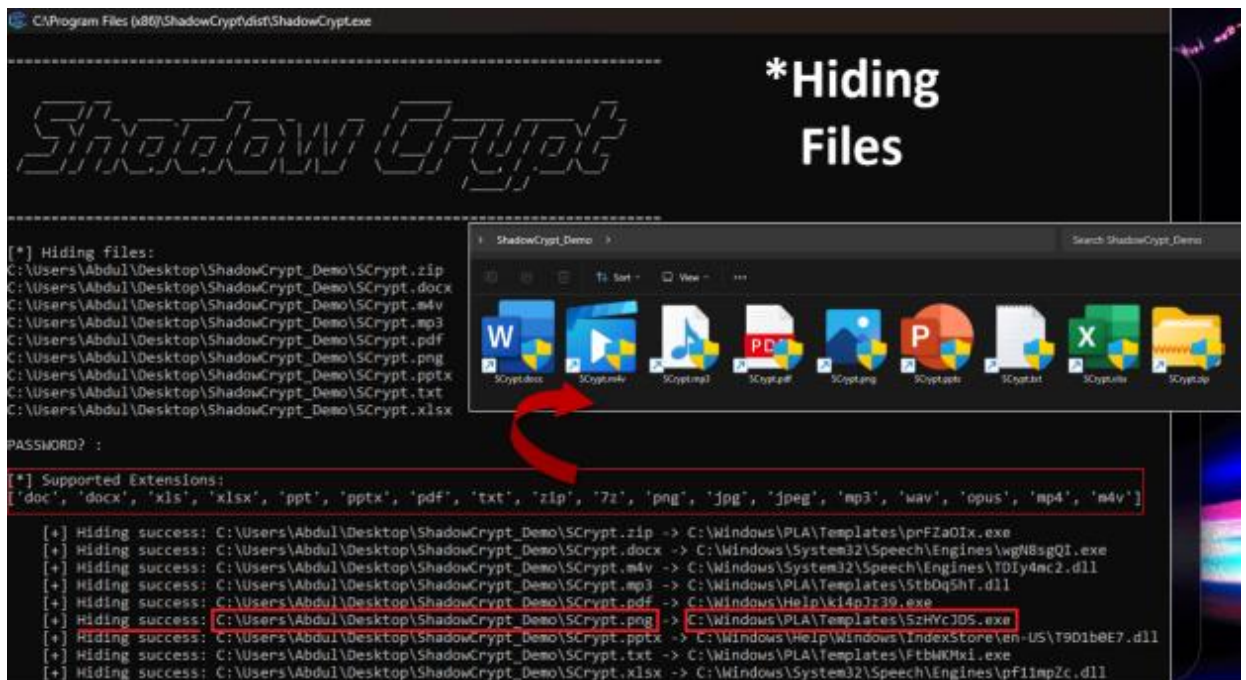 C:\Program Files (x86)\ShadowCrypt\dist\ShadowCrypt.exe
*Hiding
Files
Shadow Crypt
[*] Hiding files:
C:\Users\Abdul\Desktop\ShadowCrypt_Demo\SCrypt.zip
C:\Users\Abdul\Desktop\ShadowCrypt_Demo\SCrypt.docx
C:\Users\Abdul\Desktop\ShadowCrypt_Demo\SCrypt.m4v
C:\Users\Abdul\Desktop\ShadowCrypt_Demo\SCrypt.mp3
C:\Users\Abdul\Desktop\ShadowCrypt_Demo\SCrypt.pdf
C:\Users\Abdul\Desktop\ShadowCrypt_Demo\SCrypt.png
C:\Users\Abdul\Desktop\ShadowCrypt_Demo\SCrypt.pptx
C:\Users\Abdul\Desktop\ShadowCrypt_Demo\SCrypt.txt
C:\Users\Abdul\Desktop\ShadowCrypt_Demo\SCrypt.xlsx
ShadowCrypt_Demo
Search ShadowCrypt_Demo
Sort View ...
W PDF P X
SCrypt.docx SCrypt.m4v SCrypt.mp3 SCrypt.pdf SCrypt.png SCrypt.pptx SCrypt.txt SCrypt.xlsx SCrypt.zip
PASSWORD? :
[*] Supported Extensions:
['doc', 'docx', 'xls', 'xlsx', 'ppt', 'pptx', 'pdf', 'txt', 'zip', '7z', 'png', 'jpg', 'jpeg', 'mp3', 'wav', 'opus', 'mp4', 'm4v']
[+] Hiding success: C:\Users\Abdul\Desktop\ShadowCrypt_Demo\SCrypt.zip -> C:\Windows\PLA\Templates\prFZaOIx.exe
[+] Hiding success: C:\Users\Abdul\Desktop\ShadowCrypt_Demo\SCrypt.docx -> C:\Windows\System32\Speech\Engines\wgN8sgQI.exe
[+] Hiding success: C:\Users\Abdul\Desktop\ShadowCrypt_Demo\SCrypt.m4v -> C:\Windows\System32\Speech\Engines\TDIy4mc2.dll
[+] Hiding success: C:\Users\Abdul\Desktop\ShadowCrypt_Demo\SCrypt.mp3 -> C:\Windows\PLA\Templates\StbDq5hT.dll
[+] Hiding success: C:\Users\Abdul\Desktop\ShadowCrypt_Demo\SCrypt.pdf -> C:\Windows\Help\ki4pJz39.exe
[+] Hiding success: C:\Users\Abdul\Desktop\ShadowCrypt_Demo\SCrypt.png -> C:\Windows\PLA\Templates\SzHYcJDS.exe
[+] Hiding success: C:\Users\Abdul\Desktop\ShadowCrypt_Demo\SCrypt.pptx -> C:\Windows\Help\Windows\IndexStore\en-US\T9D1b0E7.dll
[+] Hiding success: C:\Users\Abdul\Desktop\ShadowCrypt_Demo\SCrypt.txt -> C:\Windows\PLA\Templates\FtbWKMxi.exe
[+] Hiding success: C:\Users\Abdul\Desktop\ShadowCrypt_Demo\SCrypt.xlsx -> C:\Windows\System32\Speech\Engines\pf11mpZc.dll